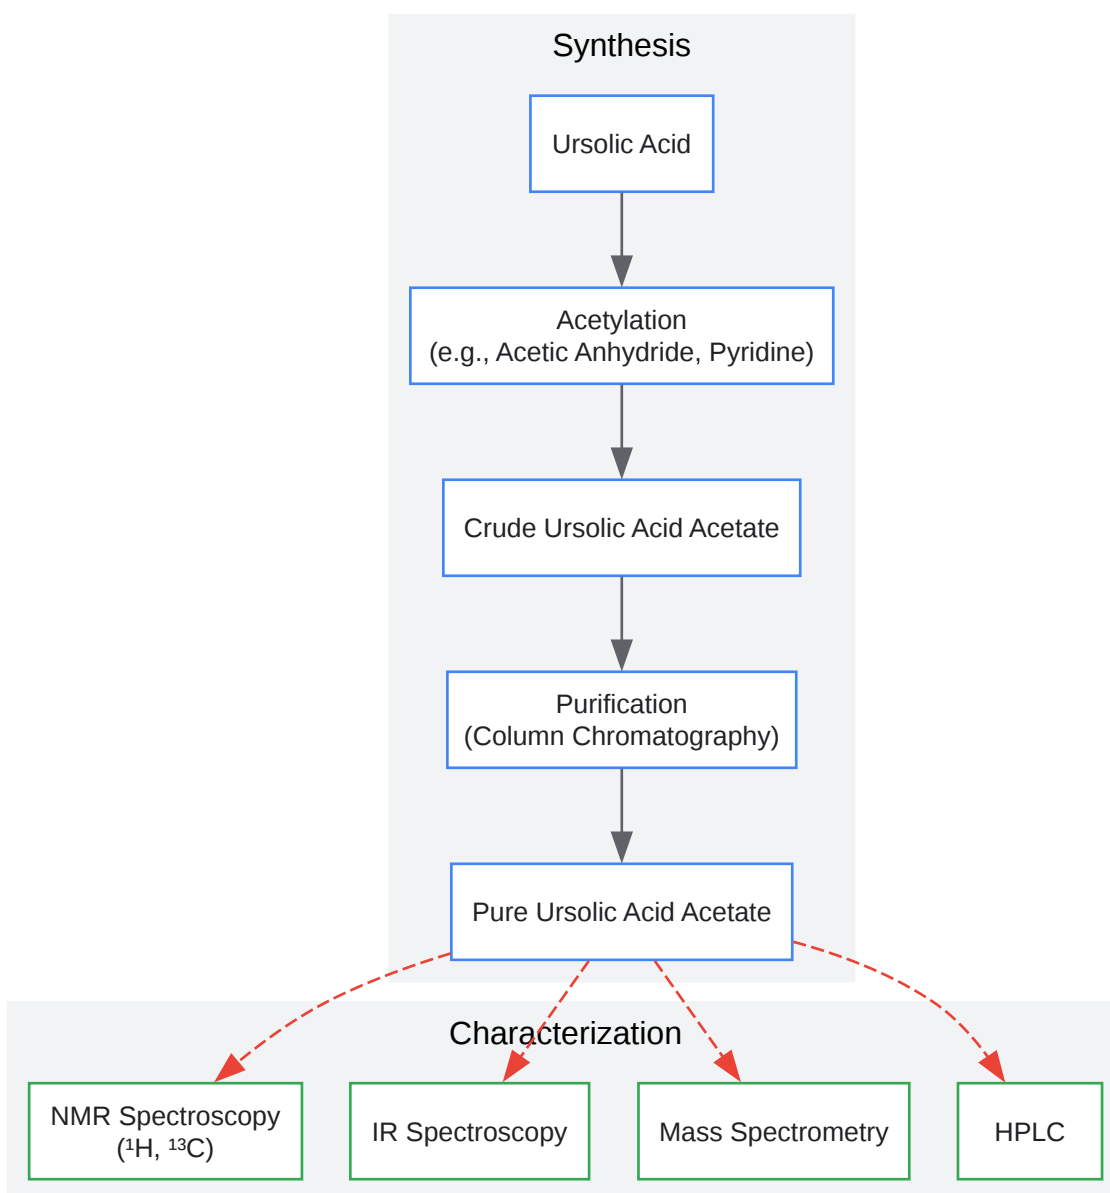 Synthesis
Ursolic Acid
Acetylation
(e.g., Acetic Anhydride, Pyridine)
Crude Ursolic Acid Acetate
Purification
(Column Chromatography)
Pure Ursolic Acid Acetate
Characterization
NMR Spectroscopy
(¹H, ¹³C)
IR Spectroscopy
Mass Spectrometry
HPLC